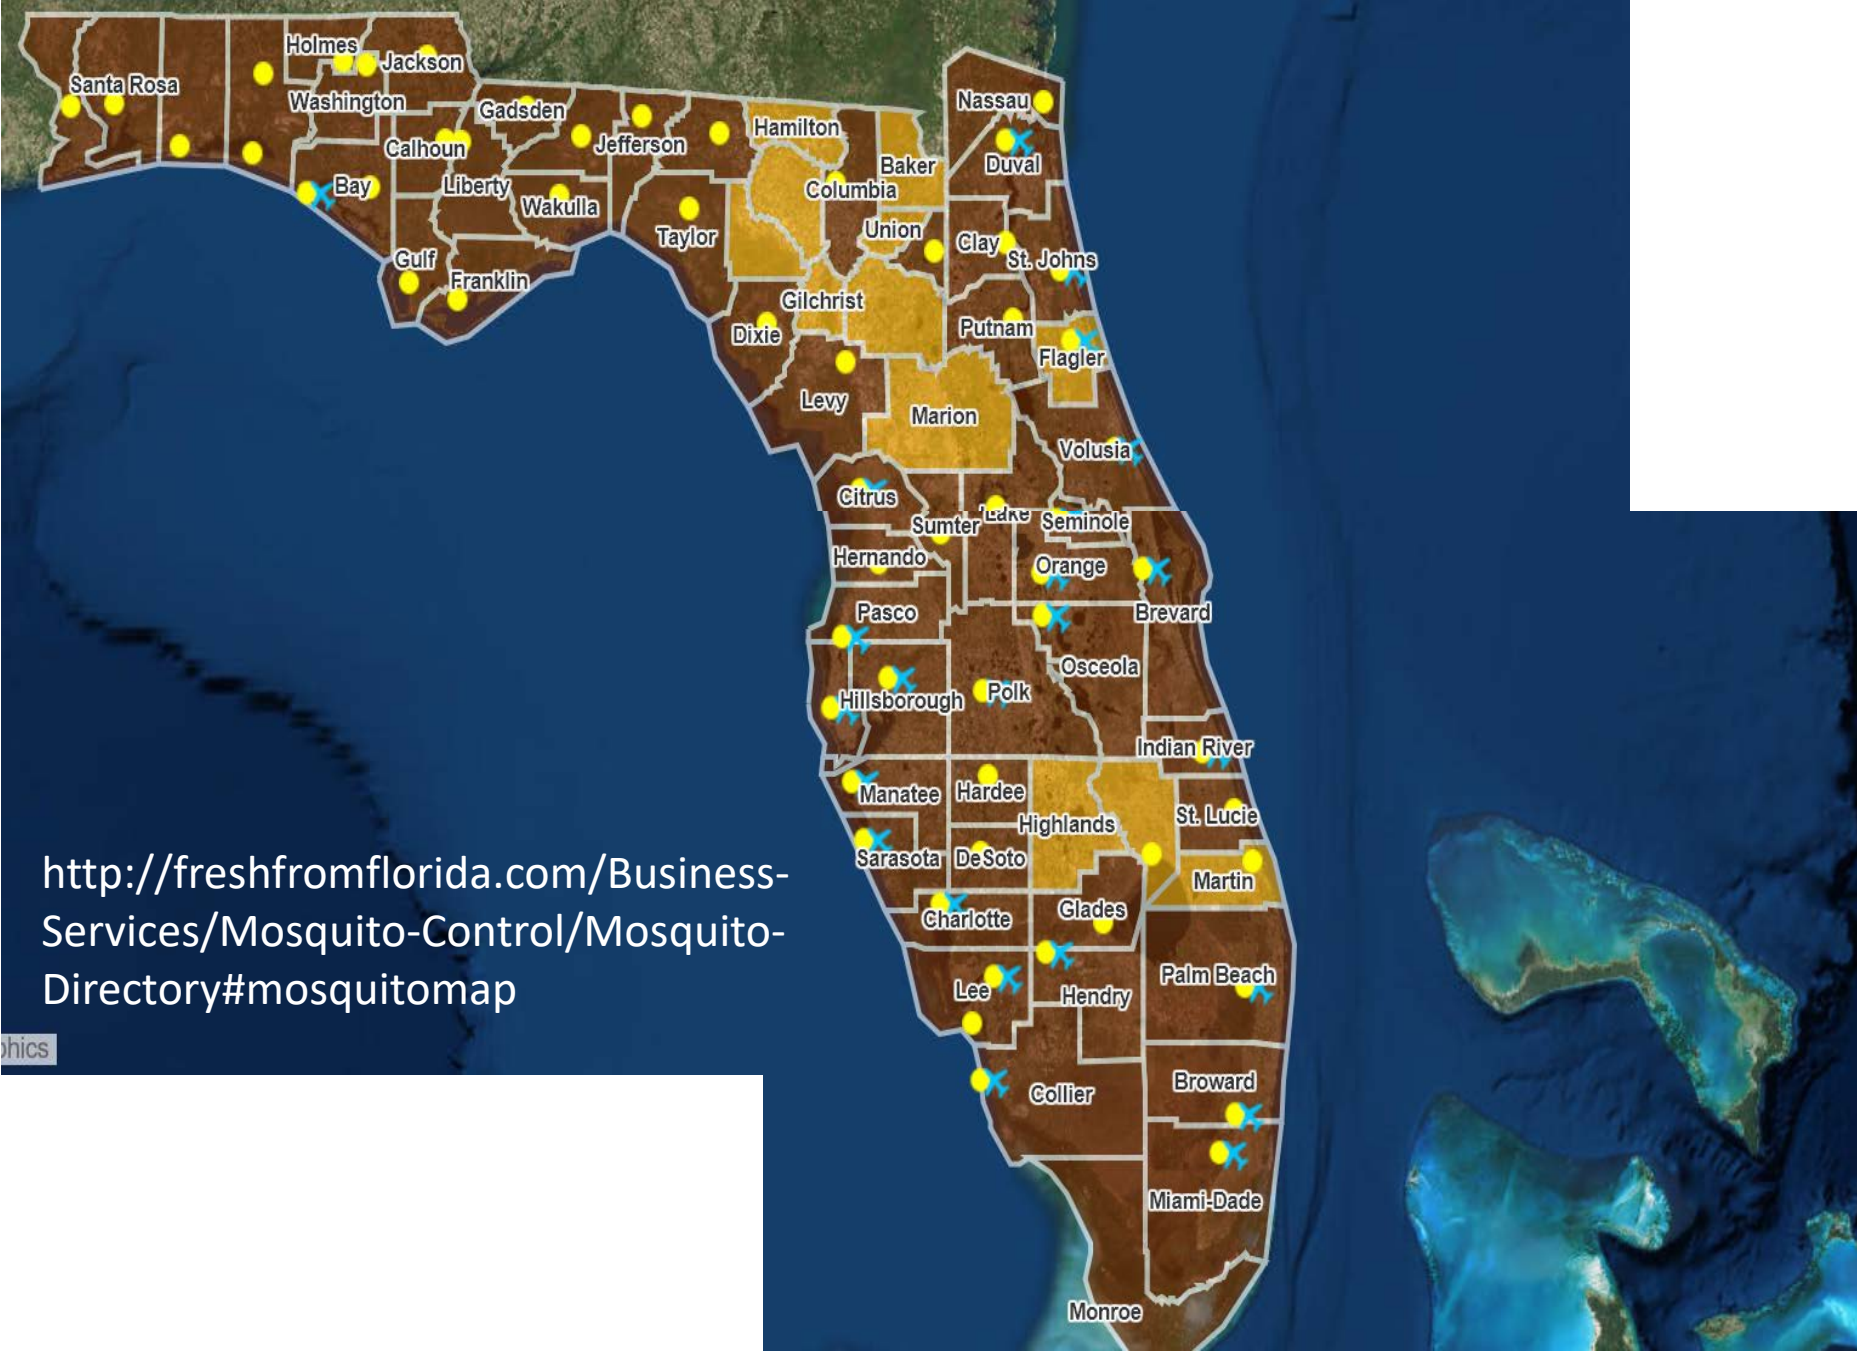 Holmes
Jackson
Santa Rosa
Washington
Gadsden
Nassau
Jefferson
Hamilton
Calhoun
Duval
Baker
Bay
Liberty
Columbia
Wakulla
Union
Taylor
Clay
St. Johns
Gulf
Franklin
Gilchrist
Putnam
Dixie
Flagler
Levy
Marion
Volusia
Citrus
Lake
Seminole
Sumter
Hernando
Orange
Pasco
Brevard
Osceola
Polk
Hillsborough
Indian River
Manatee
Hardee
St. Lucie
Highlands
Sarasota
DeSoto
Martin
Charlotte
Glades
Palm Beach
Lee
Hendry
Broward
Collier
Miami-Dade
Monroe
http://freshfromflorida.com/Business-
Services/Mosquito-Control/Mosquito-
Directory#mosquitomap